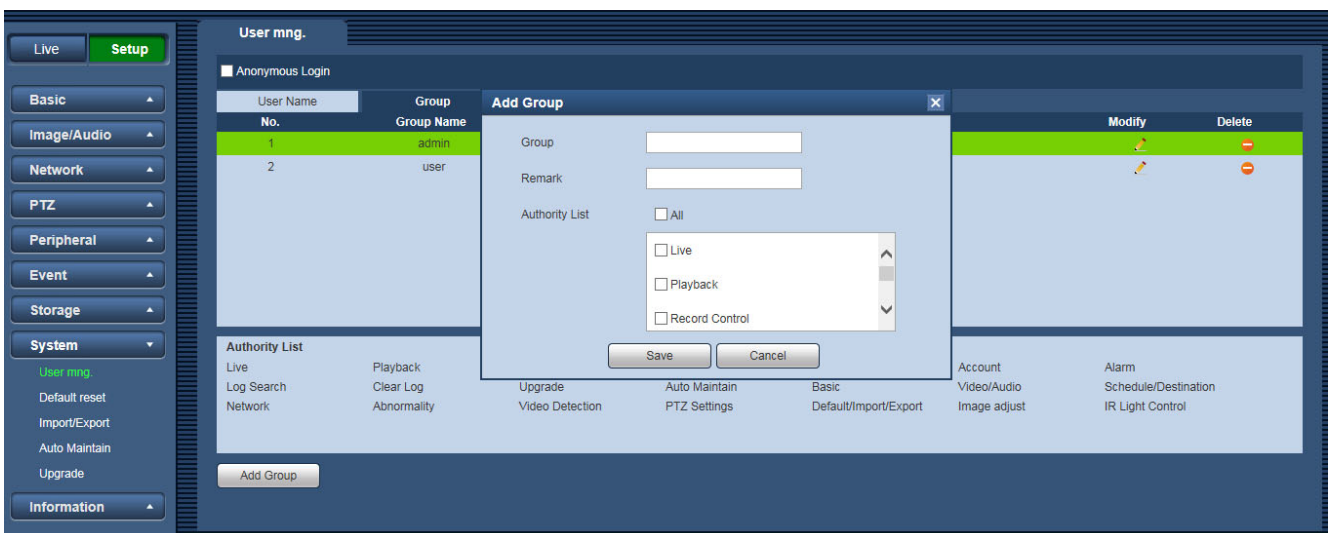 User mng.
Live Setup
Anonymous Login
Basic
Image/Audio
Network
PTZ
Peripheral
Event
Storage
System
User mng.
Default reset
Import/Export
Auto Maintain
Upgrade
Information
User Name Group
No. Group Name Modify Delete
1 admin
2 user
Add Group
Group
Remark
Authority List All
Live
Playback
Record Control
Save Cancel
Authority List
Live Playback Account Alarm
Log Search Clear Log Upgrade Auto Maintain Basic Video/Audio Schedule/Destination
Network Abnormality Video Detection PTZ Settings Default/Import/Export Image adjust IR Light Control
Add Group